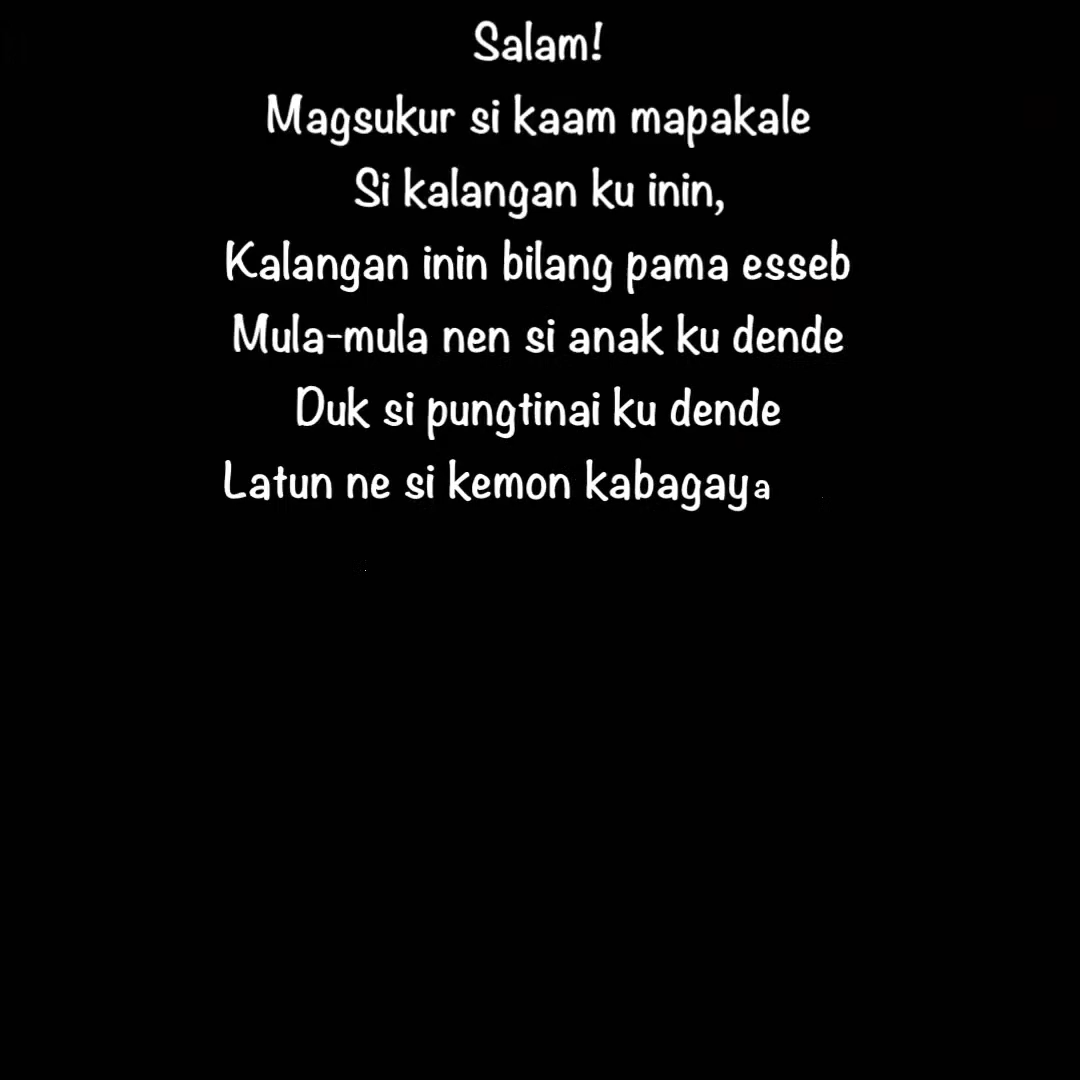 Salam!
Magsukur si kaam mapakale
Si kalangan ku inin,
Kalangan inin bilang pama esseb
Mula-mula nen si anak ku dende
Duk si pungtinai ku dende
Latun ne si kemon kabagaya